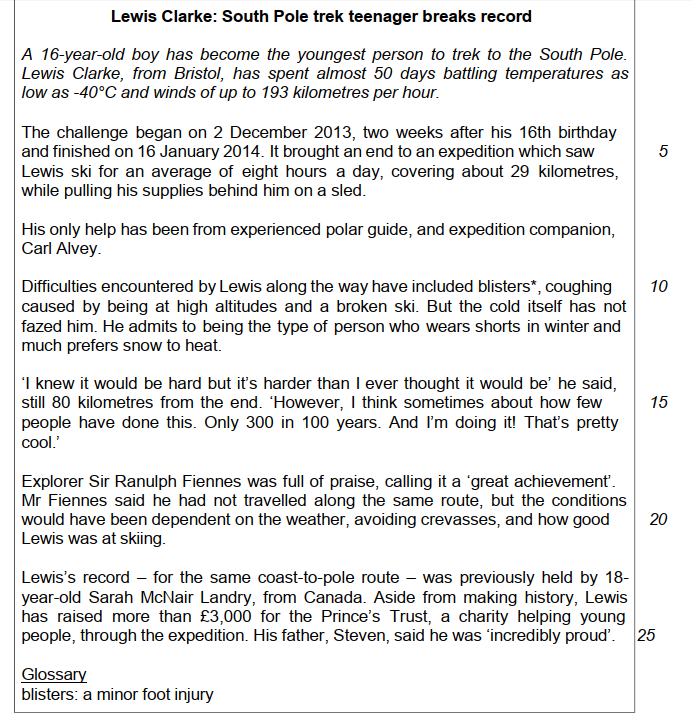 Lewis Clarke: South Pole trek teenager breaks record
A 16-year-old boy has become the youngest person to trek to the South Pole.
Lewis Clarke, from Bristol, has spent almost 50 days battling temperatures as
low as -40°C and winds of up to 193 kilometres per hour.
The challenge began on 2 December 2013, two weeks after his 16th birthday
and finished on 16 January 2014. It brought an end to an expedition which saw 5
Lewis ski for an average of eight hours a day, covering about 29 kilometres,
while pulling his supplies behind him on a sled.
His only help has been from experienced polar guide, and expedition companion,
Carl Alvey.
Difficulties encountered by Lewis along the way have included blisters*, coughing 10
caused by being at high altitudes and a broken ski. But the cold itself has not
fazed him. He admits to being the type of person who wears shorts in winter and
much prefers snow to heat.
‘I knew it would be hard but it’s harder than I ever thought it would be’ he said,
still 80 kilometres from the end. ‘However, I think sometimes about how few 15
people have done this. Only 300 in 100 years. And I’m doing it! That’s pretty
cool.’
Explorer Sir Ranulph Fiennes was full of praise, calling it a ‘great achievement’.
Mr Fiennes said he had not travelled along the same route, but the conditions
would have been dependent on the weather, avoiding crevasses, and how good 20
Lewis was at skiing.
Lewis’s record – for the same coast-to-pole route – was previously held by 18-
year-old Sarah McNair Landry, from Canada. Aside from making history, Lewis
has raised more than £3,000 for the Prince’s Trust, a charity helping young
people, through the expedition. His father, Steven, said he was ‘incredibly proud’. 25
Glossary
blisters: a minor foot injury